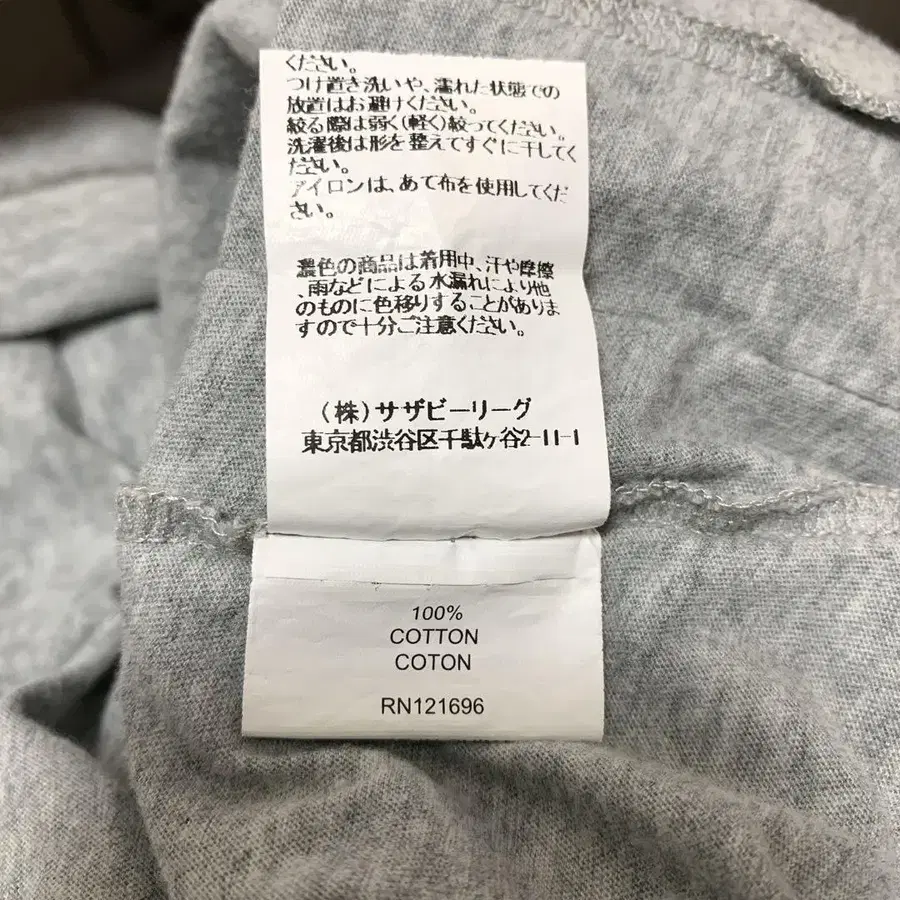 ください。
つけ置き洗いや、濡れた状態での
放置はお避けください。
絞る際は弱く(軽く)絞ってください。
洗濯後は形を整えてすぐに干してく
ださい。
アイロンは、あて布を使用してくだ
さい。
濃色の商品は着用中、汗や摩擦
、雨などによる水漏れにより他
のものに色移りすることがありま
すので十分ご注意ください。
(株)サザビーリーグ
東京都渋谷区千駄ヶ谷2-11-1
100%
COTTON
COTON
RN121696